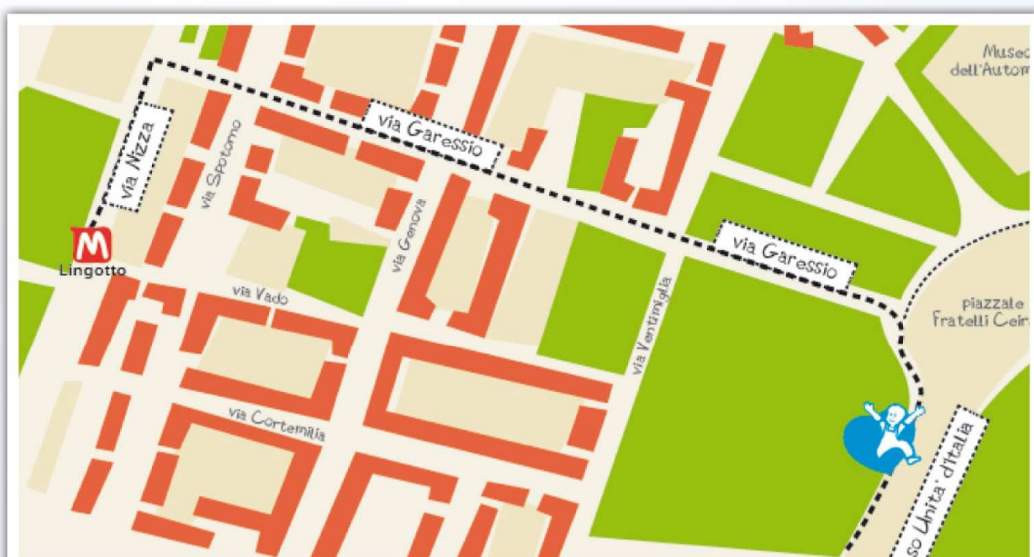 Museo
dell'Autom
via Garessio
via Nizza
via Spotorno
via Genova
via Garessio
M
Lingotto
via Vado
via Ventimiglia
piazzale
Fratelli Ceir
via Cortemilia
so Unita' d'Italia